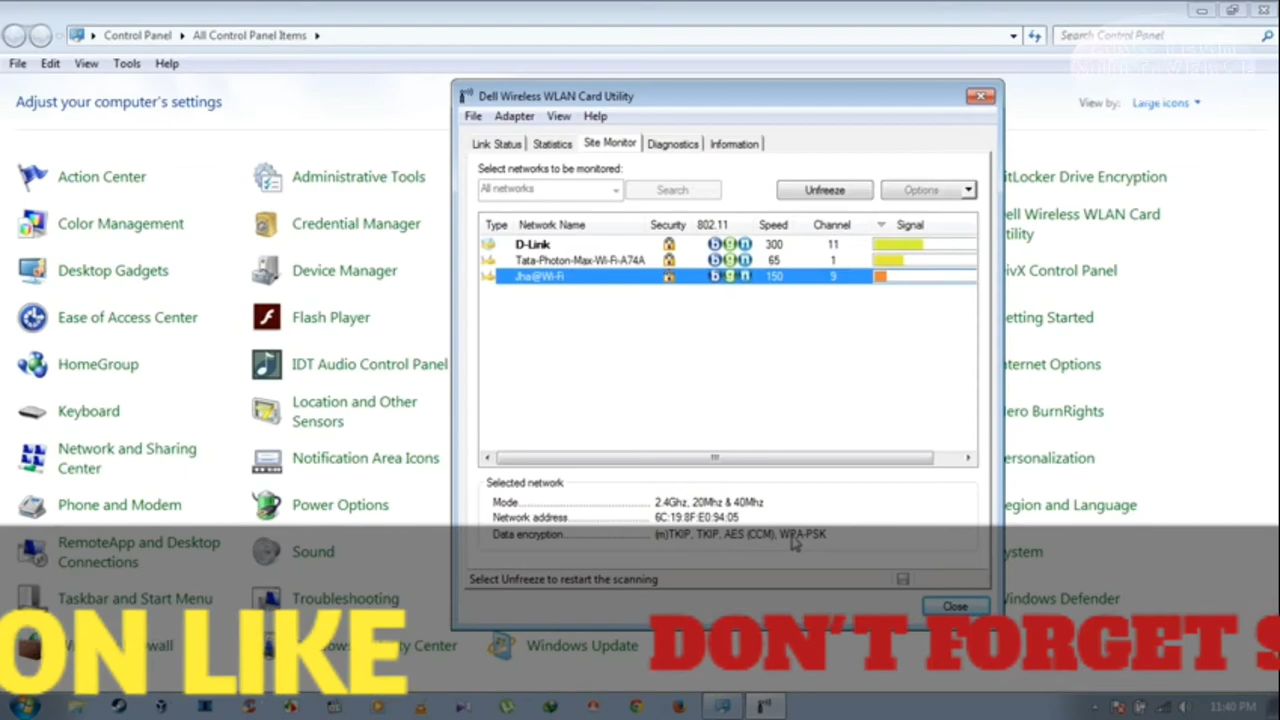 Control Panel
All Control Panel Items
Search Control Panel
File Edit View Tools Help
Adjust your computer's settings
View by: Large icons
Action Center
Administrative Tools
itLocker Drive Encryption
Color Management
Credential Manager
ell Wireless WLAN Card
tility
Desktop Gadgets
Device Manager
ivX Control Panel
Ease of Access Center
Flash Player
etting Started
HomeGroup
IDT Audio Control Panel
nternet Options
Keyboard
Location and Other
Sensors
ero BurnRights
Network and Sharing
Center
Notification Area Icons
ersonalization
Phone and Modem
Power Options
egion and Language
RemoteApp and Desktop
Connections
Sound
ystem
Taskbar and Start Menu
Troubleshooting
indows Defender
wall
ws Center
Windows Update
Dell Wireless WLAN Card Utility
File Adapter View Help
Link Status Statistics Site Monitor Diagnostics Information
Select networks to be monitored:
All networks Search Unfreeze Options
Type Network Name Security 802.11 Speed Channel Signal
D-Link b g n 300 11
Tata-Photon-Max-Wi-Fi-A74A b g n 65 1
Jha@Wi-Fi b g n 150 9
Selected network
Mode 2.4Ghz, 20Mhz & 40Mhz
Network address 6C:19:8F:E0:94:05
Data encryption (m)TKIP, TKIP, AES (CCM), WPA-PSK
Select Unfreeze to restart the scanning
Close
ON LIKE
DON'T FORGET S
11:40 PM